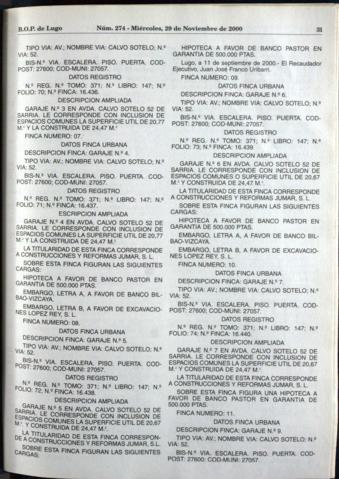 B.O.P. de Lugo Núm. 274 - Miércoles, 29 de Noviembre de 2000 31
TIPO VIA: AV.; NOMBRE VIA: CALVO SOTELO; N.º
VIA: 52.
BIS-N.º VIA. ESCALERA. PISO. PUERTA. COD-
POST: 27600; COD-MUNI: 27057.
DATOS REGISTRO
N.º REG. N.º TOMO: 371; N.º LIBRO: 147; N.º
FOLIO: 70; N.º FINCA: 16.436.
DESCRIPCION AMPLIADA
GARAJE N.º 3 EN AVDA. CALVO SOTELO 52 DE
SARRIA. LE CORRESPONDE CON INCLUSION DE
ESPACIOS COMUNES LA SUPERFICIE UTIL DE 20,77
M.² Y LA CONSTRUIDA DE 24,47 M.².
FINCA NUMERO: 07.
DATOS FINCA URBANA
DESCRIPCION FINCA: GARAJE N.º 4.
TIPO VIA: AV.; NOMBRE VIA: CALVO SOTELO; N.º
VIA: 52.
BIS-N.º VIA. ESCALERA. PISO. PUERTA. COD-
POST: 27600; COD-MUNI: 27057.
DATOS REGISTRO
N.º REG. N.º TOMO: 371; N.º LIBRO: 147; N.º
FOLIO: 71; N.º FINCA: 16.437.
ESCRIPCION AMPLIADA
GARAJE N.º 4 EN AVDA. CALVO SOTELO 52 DE
SARRIA. LE CORRESPONDE CON INCLUSION DE
ESPACIOS COMUNES LA SUPERFICIE UTIL DE 20,77
M.² Y LA CONSTRUIDA DE 24,47 M.².
LA TITULARIDAD DE ESTA FINCA CORRESPONDE
A CONSTRUCCIONES Y REFORMAS JUMAR, S.L.
SOBRE ESTA FINCA FIGURAN LAS SIGUIENTES
CARGAS:
HIPOTECA A FAVOR DE BANCO PASTOR EN
GARANTIA DE 500.000 PTAS.
EMBARGO, LETRA A, A FAVOR DE BANCO BIL-
BAO-VIZCAYA.
EMBARGO, LETRA B, A FAVOR DE EXCAVACIO-
NES LOPEZ REY, S L.
FINCA NUMERO: 08.
DATOS FINCA URBANA
DESCRIPCION FINCA: GARAJE N.º 5.
TIPO VIA: AV.; NOMBRE VIA: CALVO SOTELO; N.º
VIA: 52.
BIS-N.º VIA. ESCALERA. PISO. PUERTA. COD-
POST: 27600; COD-MUNI: 27057.
DATOS REGISTRO
N.º REG. N.º TOMO: 371; N.º LIBRO: 147; N.º
FOLIO: 72; N.º FINCA: 16.438.
DESCRIPCION AMPLIADA
GARAJE N.º 5 EN AVDA. CALVO SOTELO 52 DE
SARRIA. LE CORRESPONDE CON INCLUSION DE
ESPACIOS COMUNES LA SUPERFICIE UTIL DE 20,67
M.². Y CONSTRUIDA DE 24,47 M.².
LA TITULARIDAD DE ESTA FINCA CORRESPON-
DE A CONSTRUCCIONES Y REFORMAS JUMAR, S.L.
SOBRE ESTA FINCA FIGURAN LAS SIGUIENTES
CARGAS:
HIPOTECA A FAVOR DE BANCO PASTOR EN
GARANTIA DE 500.000 PTAS.
Lugo, a 11 de septiembre de 2000.- El Recaudador
Ejecutivo, Juan José Franco Uribarri.
FINCA NUMERO: 09.
DATOS FINCA URBANA
DESCRIPCION FINCA: GARAJE N.º 6.
TIPO VIA: AV.; NOMBRE VIA: CALVO SOTELO; N.º
VIA: 52.
BIS-N.º VIA. ESCALERA. PISO. PUERTA. COD-
POST: 27600; COD-MUNI: 27057.
DATOS REGISTRO
N.º REG. N.º TOMO: 371; N.º LIBRO: 147; N.º
FOLIO: 73; N.º FINCA: 16.439
DESCRIPCION AMPLIADA
GARAJE N.º 6 EN AVDA. CALVO SOTELO 52 DE
SARRIA. LE CORRESPONDE CON INCLUSION DE
ESPACIOS COMUNES O SUPERFICIE UTIL DE 20,67
M.² Y CONSTRUIDA DE 24,47 M.².
LA TITULARIDAD DE ESTA FINCA CORRESPONDE
A CONSTRUCCIONES Y REFORMAS JUMAR, S.L.
SOBRE ESTA FINCA FIGURAN LAS SIGUIENTES
CARGAS:
HIPOTECA A FAVOR DE BANCO PASTOR EN
GARANTIA DE 500.000 PTAS.
EMBARGO, LETRA A, A FAVOR DE BANCO BIL-
BAO-VIZCAYA.
EMBARGO, LETRA B, A FAVOR DE EXCAVACIO-
NES LOPEZ REY, S L.
FINCA NUMERO: 10.
DATOS FINCA URBANA
DESCRIPCION FINCA: GARAJE N.º 7.
TIPO VIA: AV.; NOMBRE VIA: CALVO SOTELO; N.º
VIA: 52.
BIS-N.º VIA. ESCALERA. PISO. PUERTA. COD-
POST: 27600; COD-MUNI: 27057
DATOS REGISTRO
N.º REG. N.º TOMO: 371; N.º LIBRO: 147; N.º
FOLIO: 74; N.º FINCA: 16.440.
DESCRIPCION AMPLIADA
GARAJE N.º 7 EN AVDA. CALVO SOTELO 52 DE
SARRIA. LE CORRESPONDE CON INCLUSION DE
ESPACIOS COMUNES LA SUPERFICIE UTIL DE 20,67
M.² Y CONSTRUIDA DE 24,47 M.².
LA TITULARIDAD DE ESTA FINCA CORRESPONDE
A CONSTRUCCIONES Y REFORMAS JUMAR, S.L.
SOBRE ESTA FINCA FIGURA UNA HIPOTECA A
FAVOR DE BANCO PASTOR EN GARANTIA DE
500.000 PTAS.
FINCA NUMERO: 11.
DATOS FINCA URBANA
DESCRIPCION FINCA: GARAJE N.º 9.
TIPO VIA: AV.; NOMBRE VIA: CALVO SOTELO; N.º
VIA: 52.
BIS-N.º VIA. ESCALERA. PISO. PUERTA. COD-
POST: 27600; COD-MUNI: 27057.